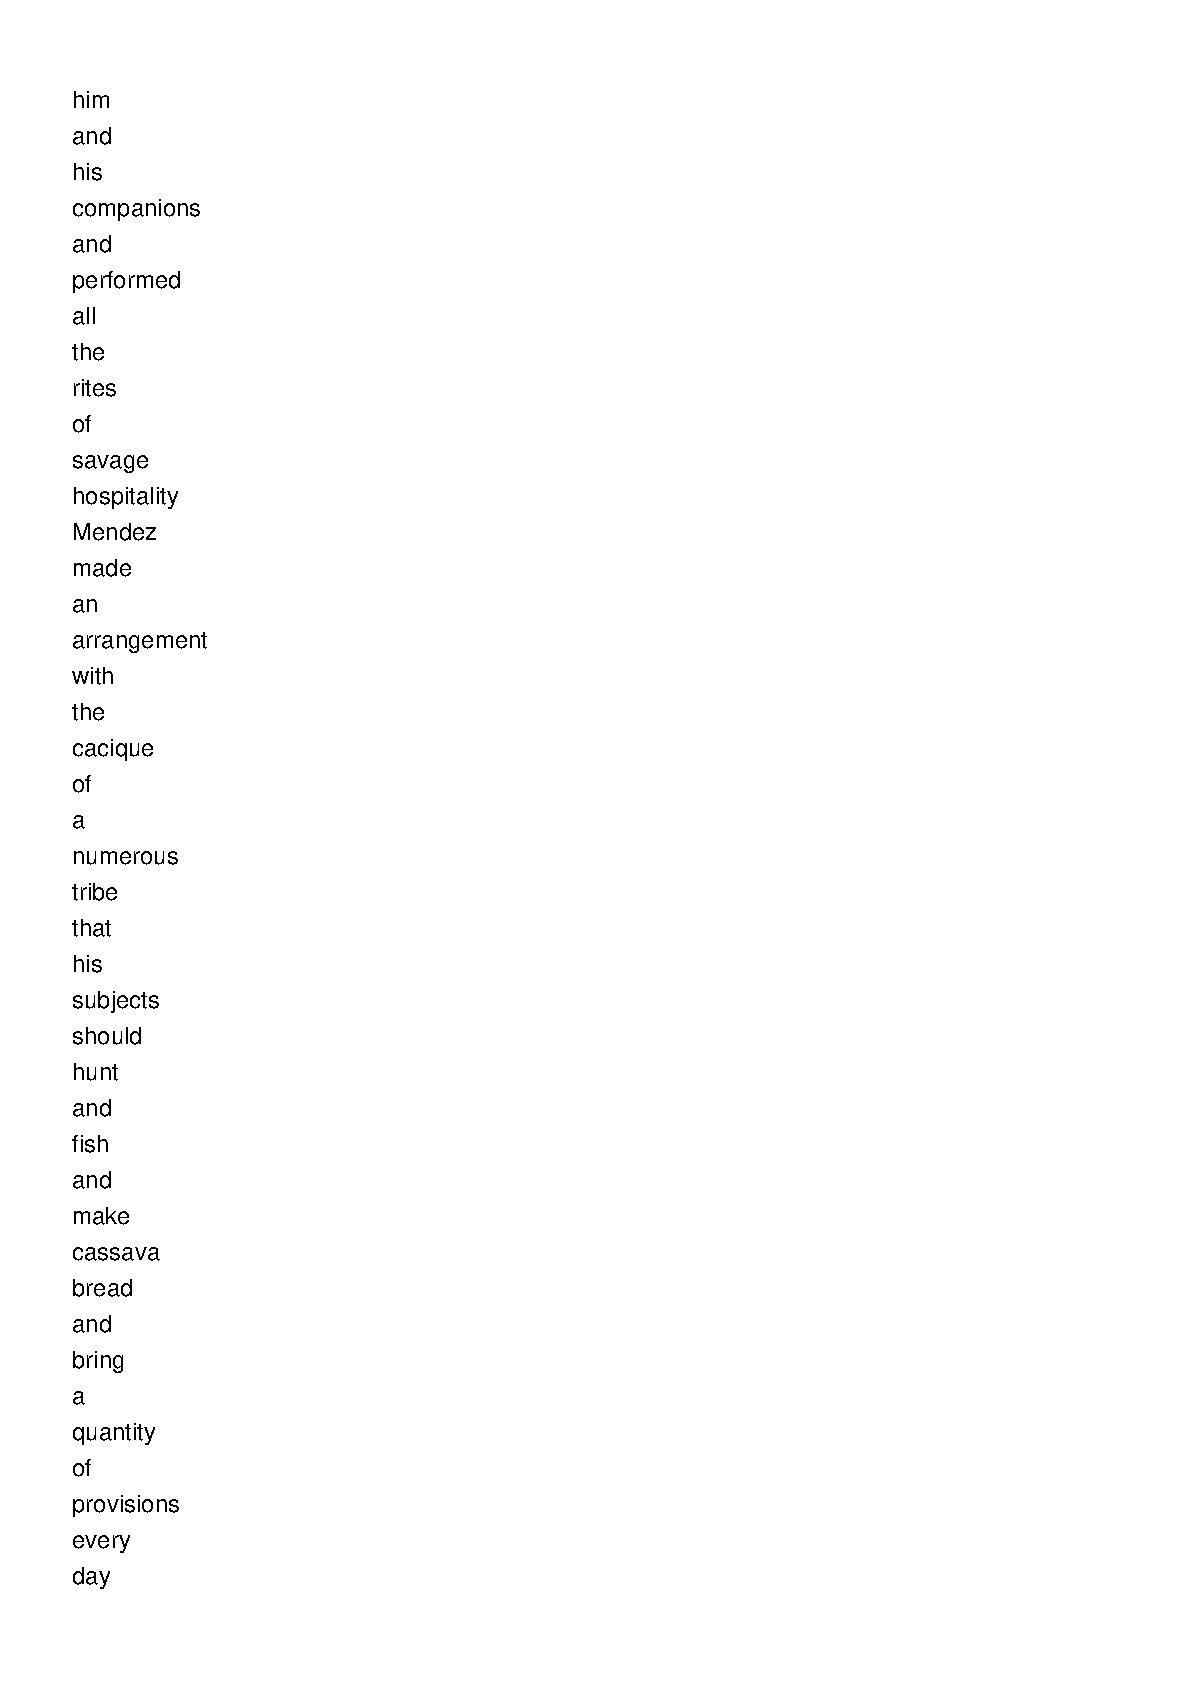 him
and
his
companions
and
performed
all
the
rites
of
savage
hospitality
Mendez
made
an
arrangement
with
the
cacique
of
a
numerous
tribe
that
his
subjects
should
hunt
and
fish
and
make
cassava
bread
and
bring
a
quantity
of
provisions
every
day